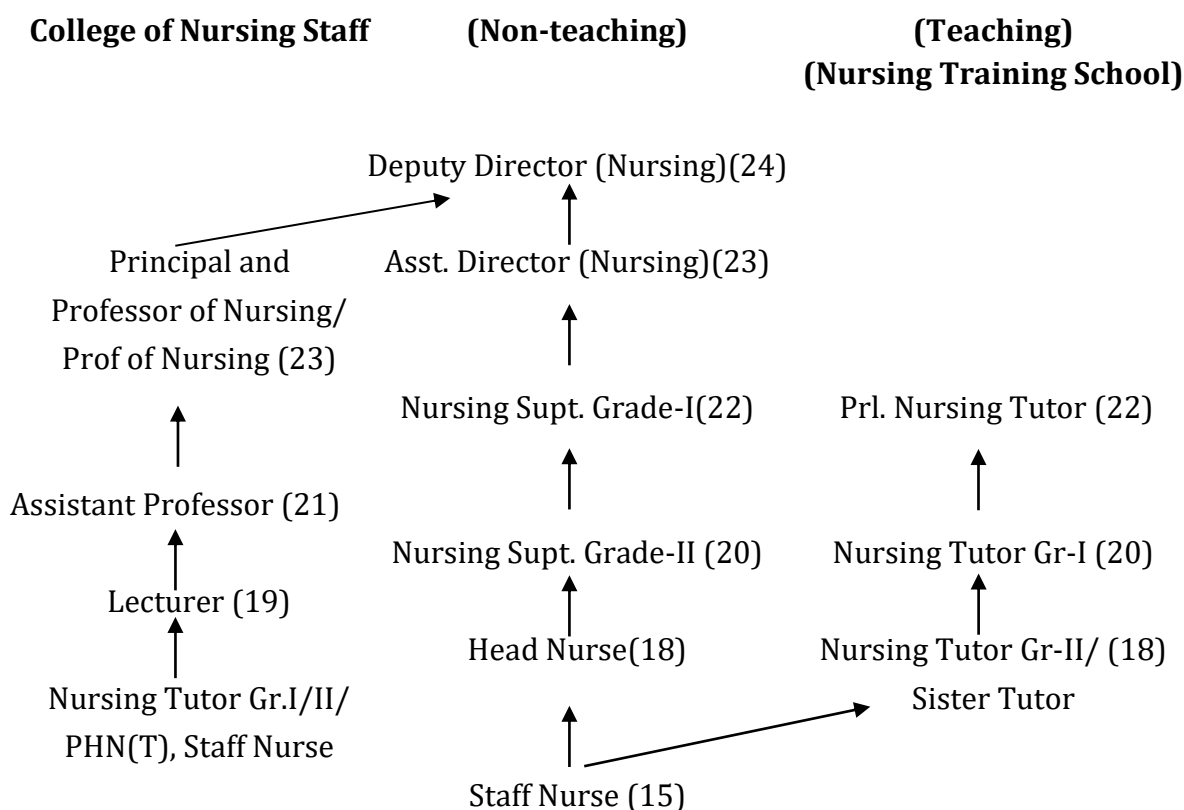 College of Nursing Staff (Non-teaching) (Teaching)
(Nursing Training School)
Deputy Director (Nursing)(24)
Principal and Asst. Director (Nursing)(23)
Professor of Nursing/
Prof of Nursing (23)
Nursing Supt. Grade-I(22) Prl. Nursing Tutor (22)
Assistant Professor (21)
Nursing Supt. Grade-II (20) Nursing Tutor Gr-I (20)
Lecturer (19)
Head Nurse(18) Nursing Tutor Gr-II/ (18)
Nursing Tutor Gr.I/II/ Sister Tutor
PHN(T), Staff Nurse
Staff Nurse (15)